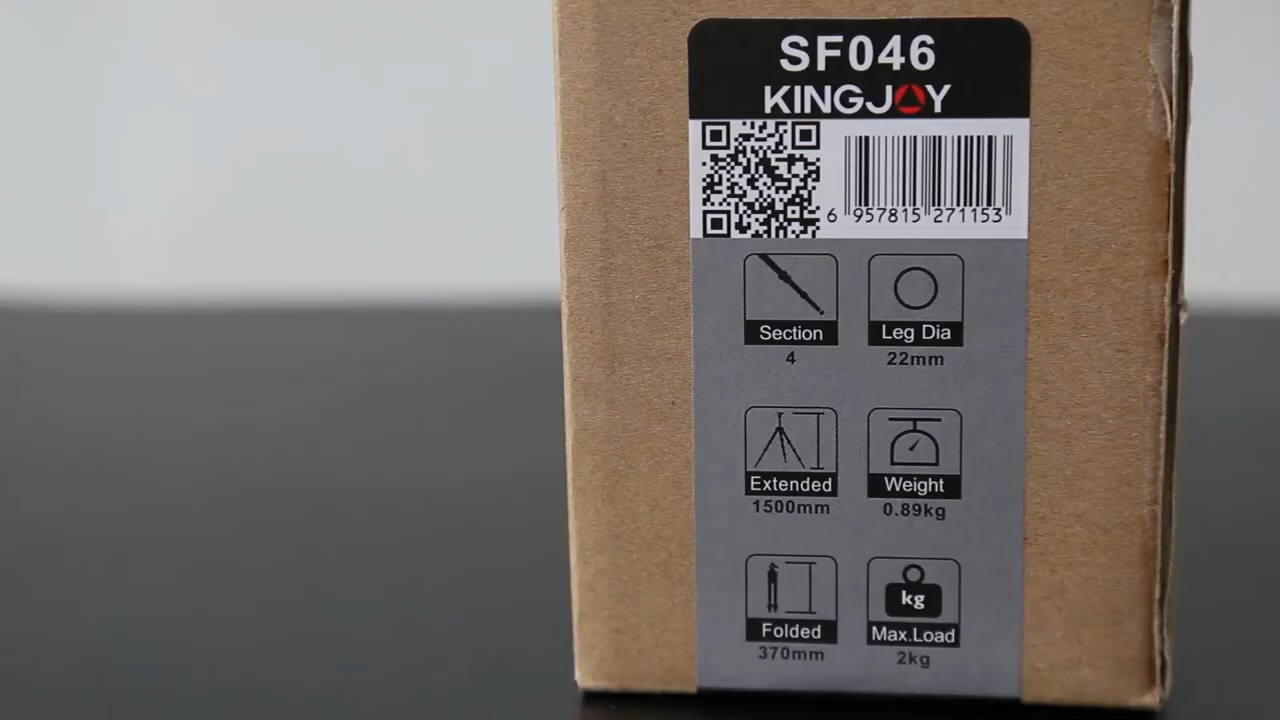 SF046
KINGJOY
6 957815 271153
Section Leg Dia
4 22mm
Extended Weight
1500mm 0.89kg
kg
Folded Max.Load
370mm 2kg